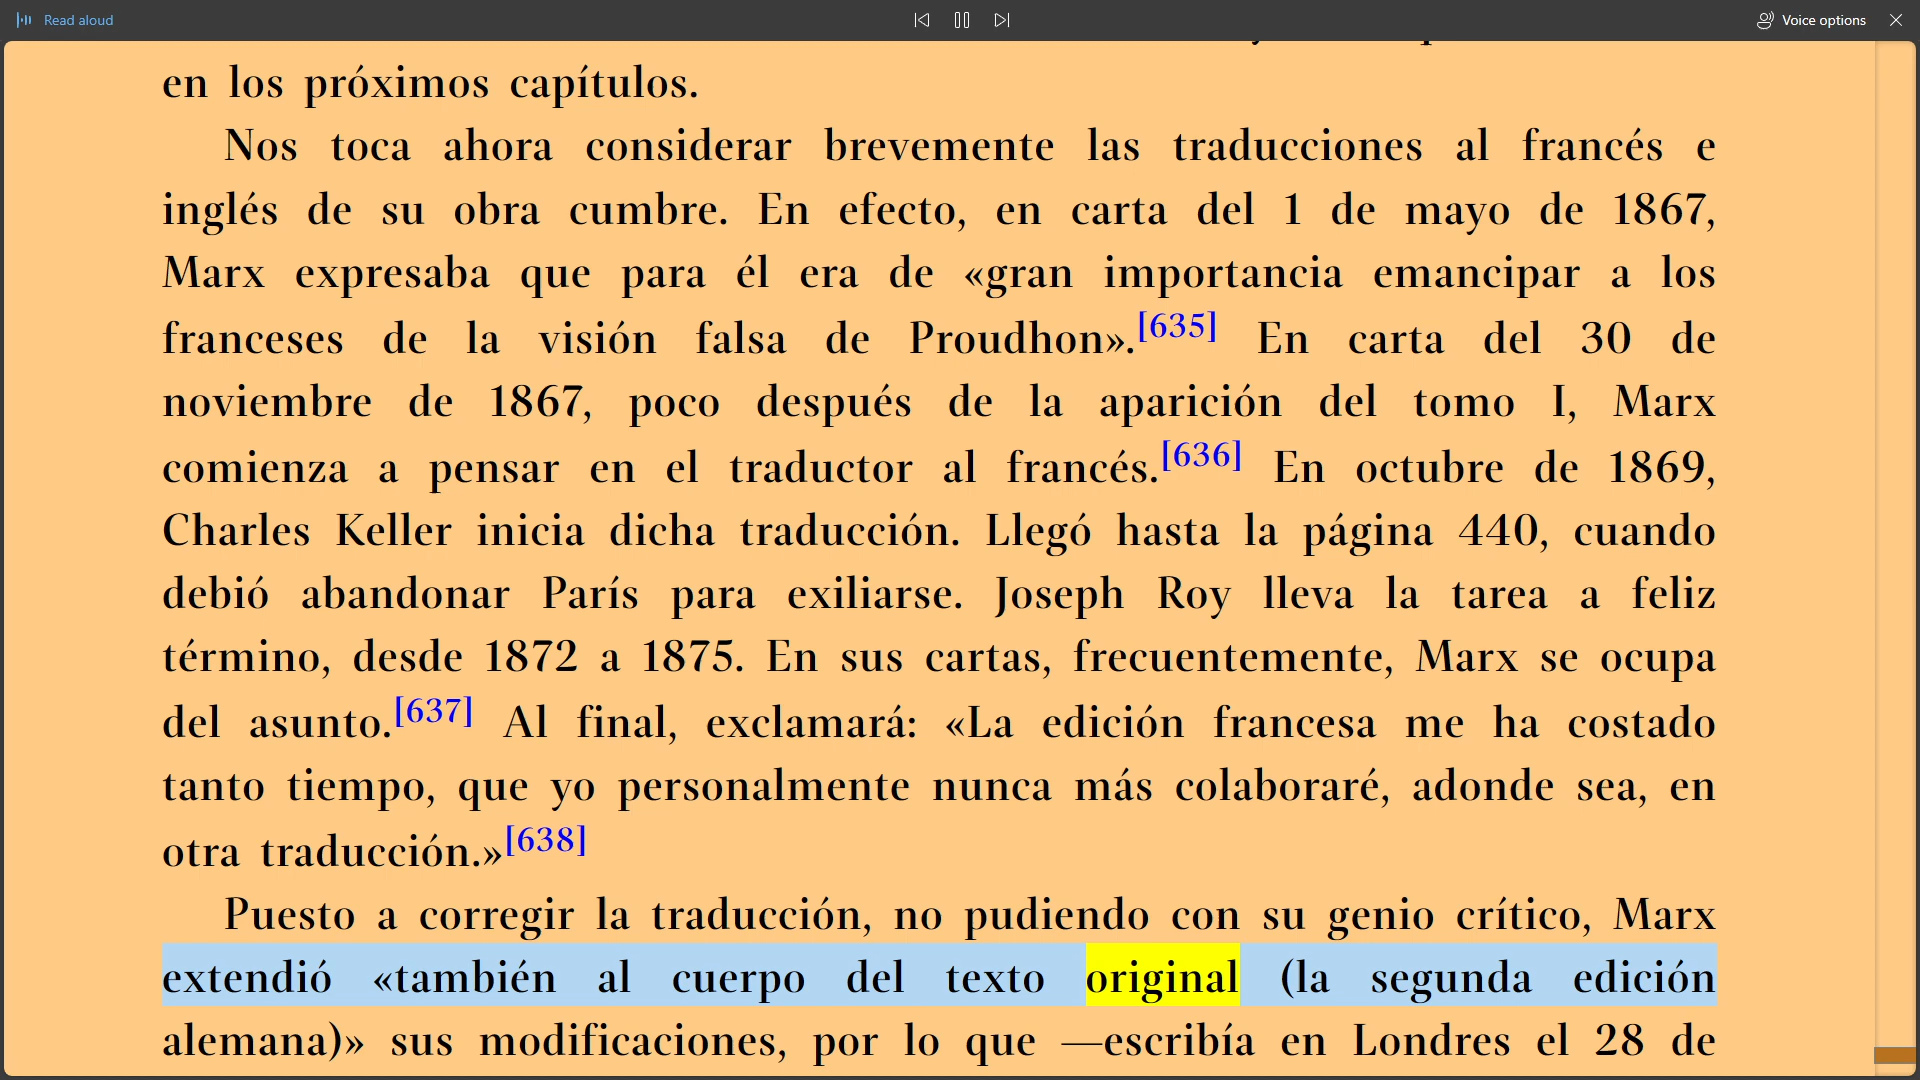 Read aloud
Voice options
en los próximos capítulos.
Nos toca ahora considerar brevemente las traducciones al francés e
inglés de su obra cumbre. En efecto, en carta del 1 de mayo de 1867,
Marx expresaba que para él era de «gran importancia emancipar a los
franceses de la visión falsa de Proudhon».[635] En carta del 30 de
noviembre de 1867, poco después de la aparición del tomo I, Marx
comienza a pensar en el traductor al francés.[636] En octubre de 1869,
Charles Keller inicia dicha traducción. Llegó hasta la página 440, cuando
debió abandonar París para exiliarse. Joseph Roy lleva la tarea a feliz
término, desde 1872 a 1875. En sus cartas, frecuentemente, Marx se ocupa
del asunto.[637] Al final, exclamará: «La edición francesa me ha costado
tanto tiempo, que yo personalmente nunca más colaboraré, adonde sea, en
otra traducción.»[638]
Puesto a corregir la traducción, no pudiendo con su genio crítico, Marx
extendió «también al cuerpo del texto original (la segunda edición
alemana)» sus modificaciones, por lo que —escribía en Londres el 28 de